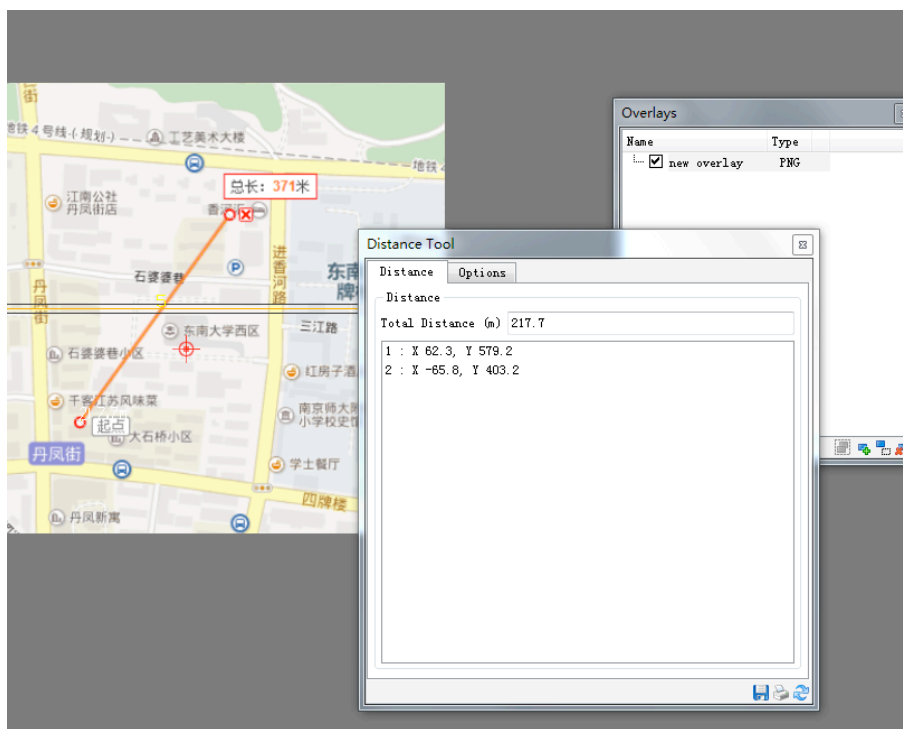 街
地铁4号线(规划)
工艺美术大楼
地铁4
总长：371米
江南公社
丹凤街店
进香河路
石婆婆巷
P
东南
牌
丹凤街
东南大学西区
三江路
石婆婆巷小区
红房子酒
千客江苏风味菜
起点
大石桥小区
南京师大附
小学校史馆
丹凤街
学士餐厅
四牌楼
丹凤新寓
Overlays
Name Type
new overlay PNG
Distance Tool
Distance Options
Distance
Total Distance (m) 217.7
1 : X 62.3, Y 579.2
2 : X -65.8, Y 403.2